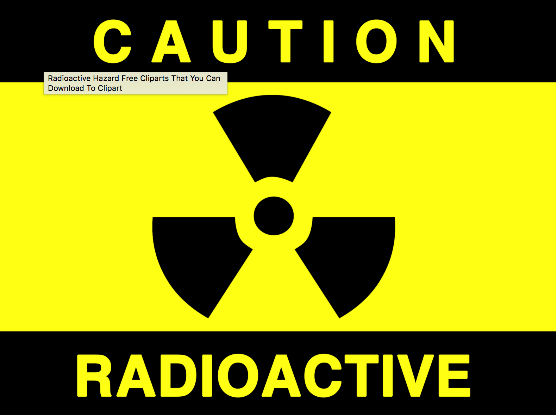 CAUTION
Radioactive Hazard Free Cliparts That You Can
Download To Clipart
RADIOACTIVE